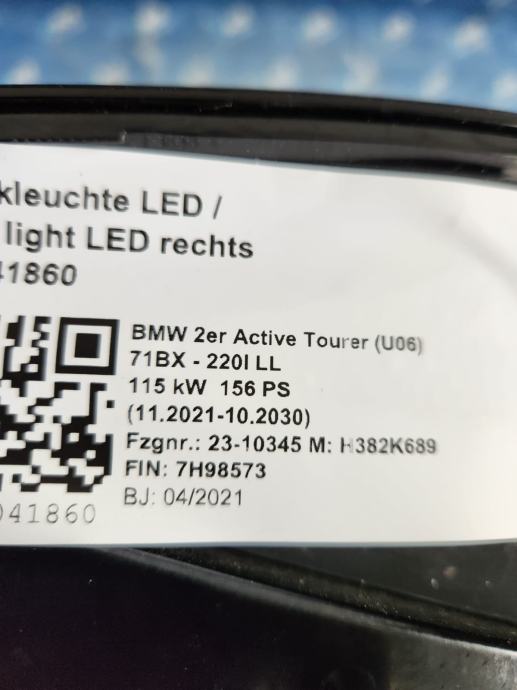 kleuchte LED /
light LED rechts
41860
BMW 2er Active Tourer (U06)
71BX - 220I LL
115 kW 156 PS
(11.2021-10.2030)
Fzgnr.: 23-10345 M: H382K689
FIN: 7H98573
BJ: 04/2021
041860